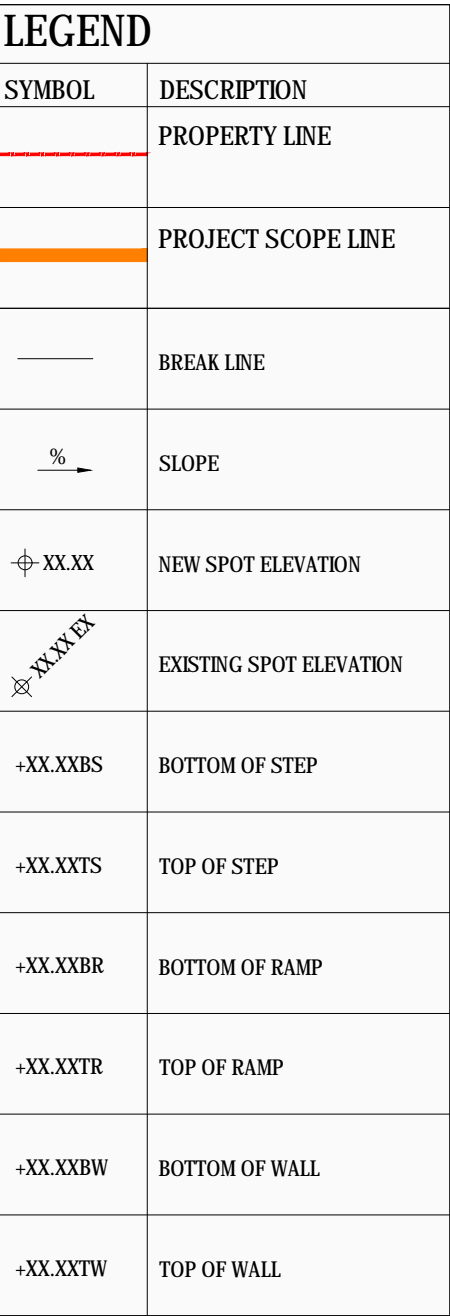 LEGEND
SYMBOL DESCRIPTION
PROPERTY LINE
PROJECT SCOPE LINE
BREAK LINE
% SLOPE
XX.XX NEW SPOT ELEVATION
XX.XX EX EXISTING SPOT ELEVATION
+XX.XXBS BOTTOM OF STEP
+XX.XXTS TOP OF STEP
+XX.XXBR BOTTOM OF RAMP
+XX.XXTR TOP OF RAMP
+XX.XXBW BOTTOM OF WALL
+XX.XXTW TOP OF WALL